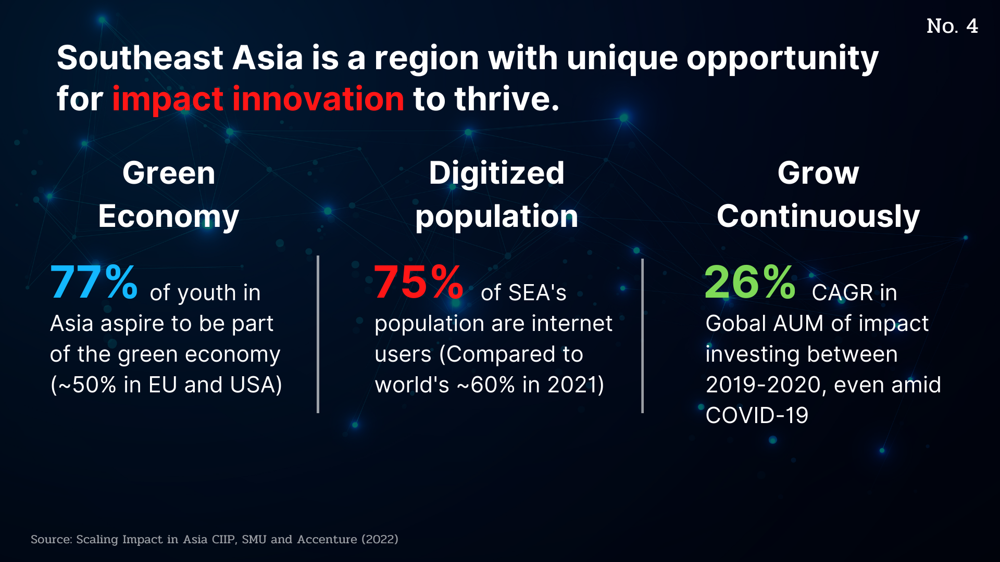 No. 4
Southeast Asia is a region with unique opportunity
for impact innovation to thrive.
Green
Economy
77% of youth in
Asia aspire to be part
of the green economy
(~50% in EU and USA)
Digitized
population
75% of SEA's
population are internet
users (Compared to
world's ~60% in 2021)
Grow
Continuously
26% CAGR in
Gobal AUM of impact
investing between
2019-2020, even amid
COVID-19
Source: Scaling Impact in Asia CIIP, SMU and Accenture (2022)